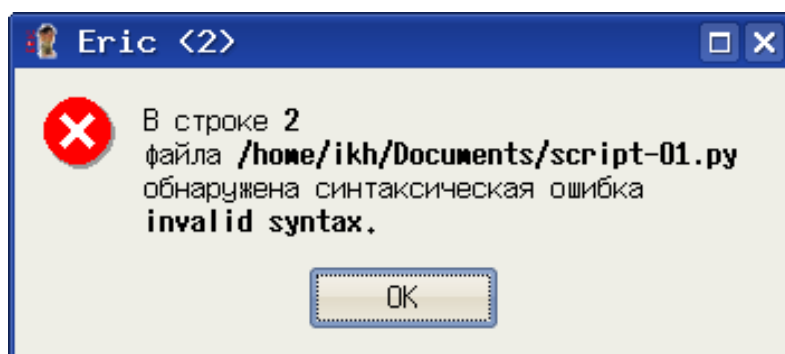 Eric <2>
В строке 2
файла /home/ikh/Documents/script-01.py
обнаружена синтаксическая ошибка
invalid syntax.
OK